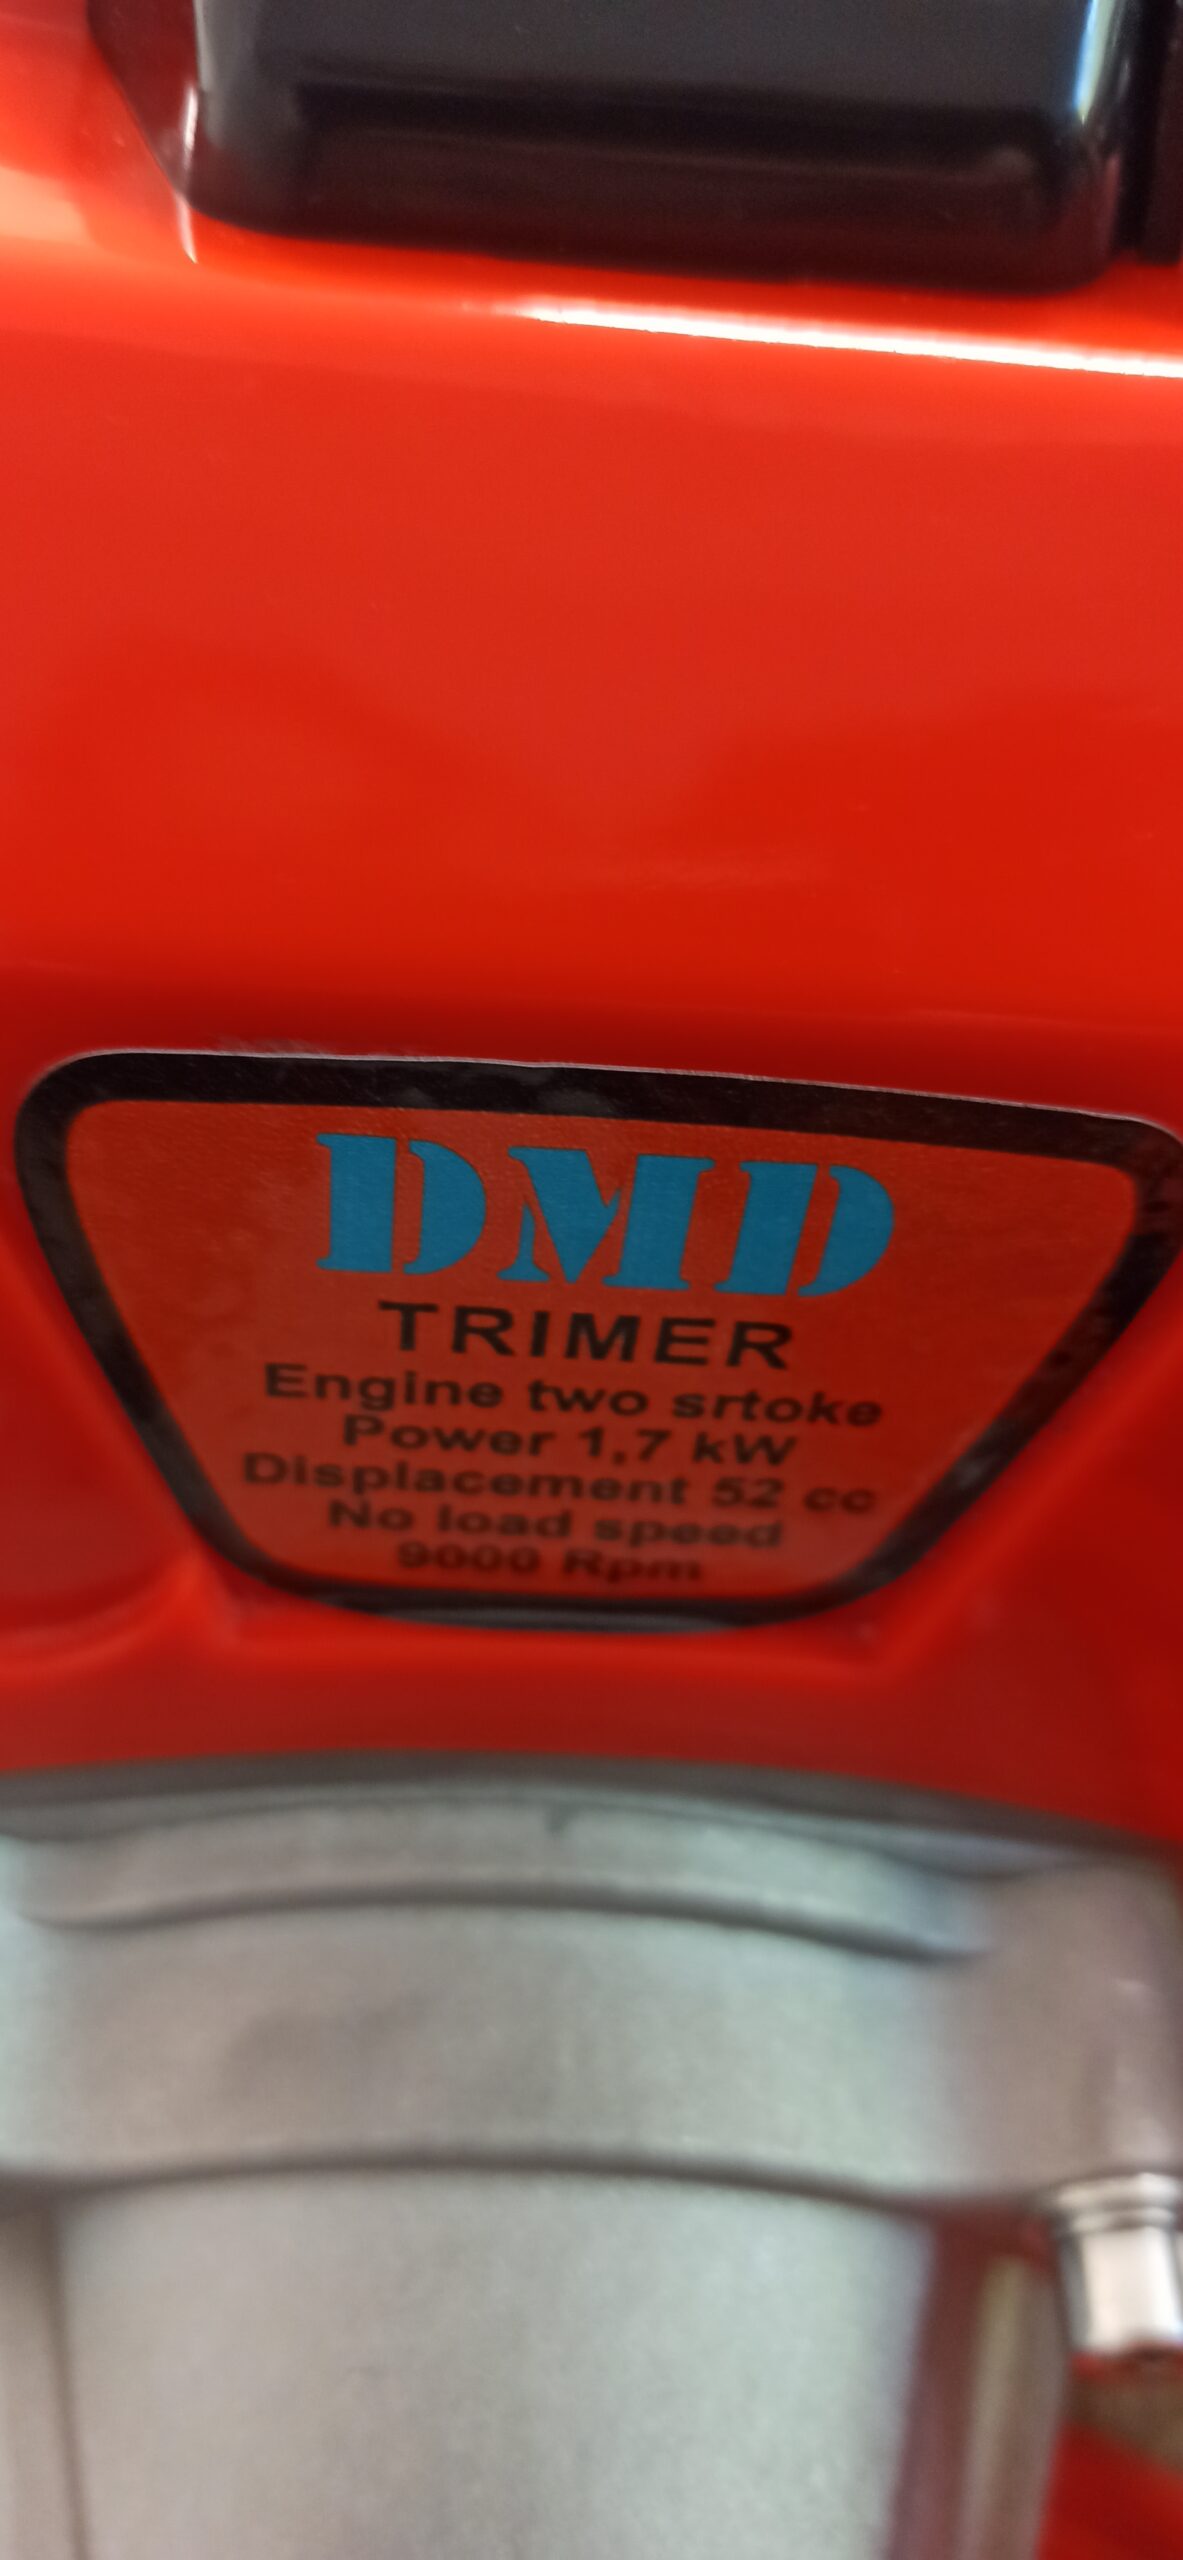 DMD
TRIMER
Engine two srtoke
Power 1,7 kW
Displacement 52 cc
No load speed
9000 Rpm